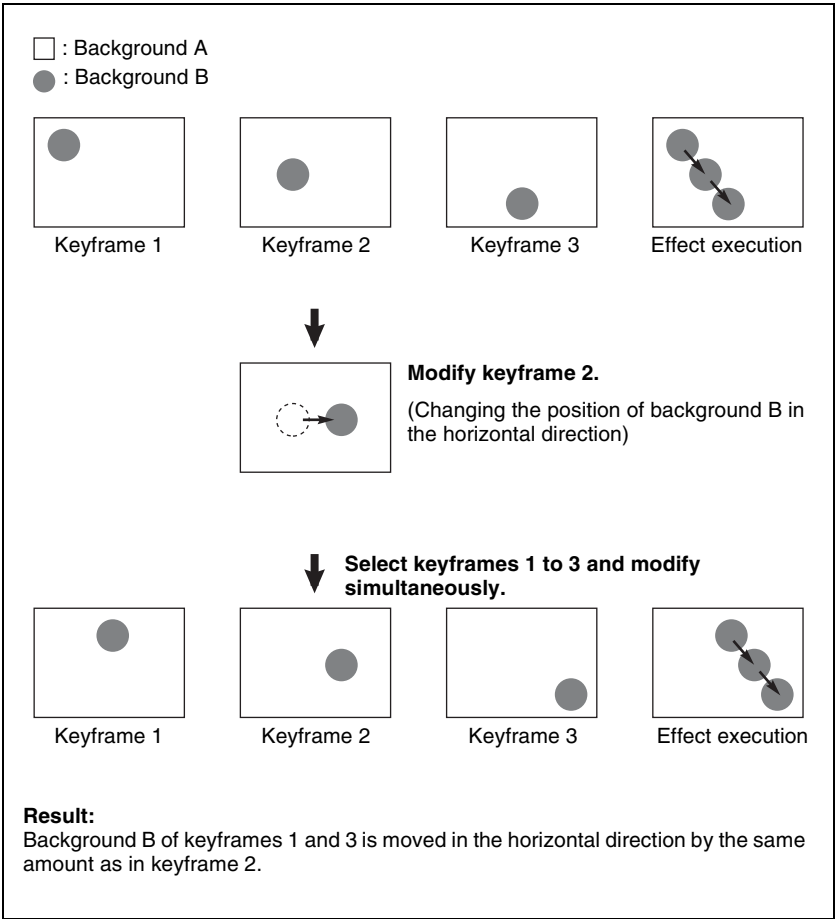 : Background A
: Background B
Keyframe 1
Keyframe 2
Keyframe 3
Effect execution
Modify keyframe 2.
(Changing the position of background B in
the horizontal direction)
Select keyframes 1 to 3 and modify
simultaneously.
Keyframe 1
Keyframe 2
Keyframe 3
Effect execution
Result:
Background B of keyframes 1 and 3 is moved in the horizontal direction by the same
amount as in keyframe 2.